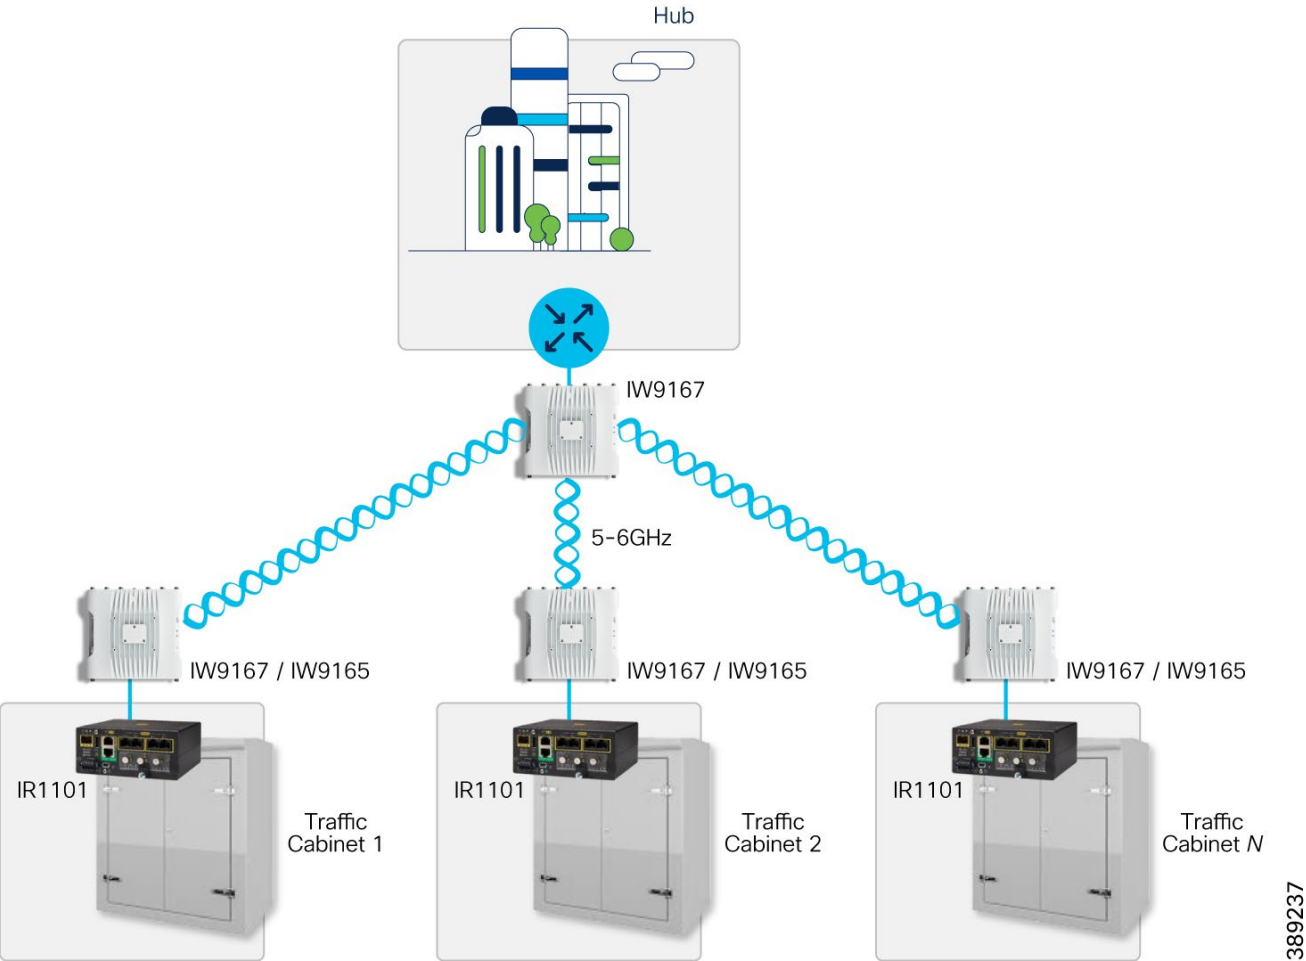 Hub
IW9167
5-6GHz
IW9167 / IW9165
IW9167 / IW9165
IW9167 / IW9165
IR1101
IR1101
IR1101
Traffic
Cabinet 1
Traffic
Cabinet 2
Traffic
Cabinet N
389237